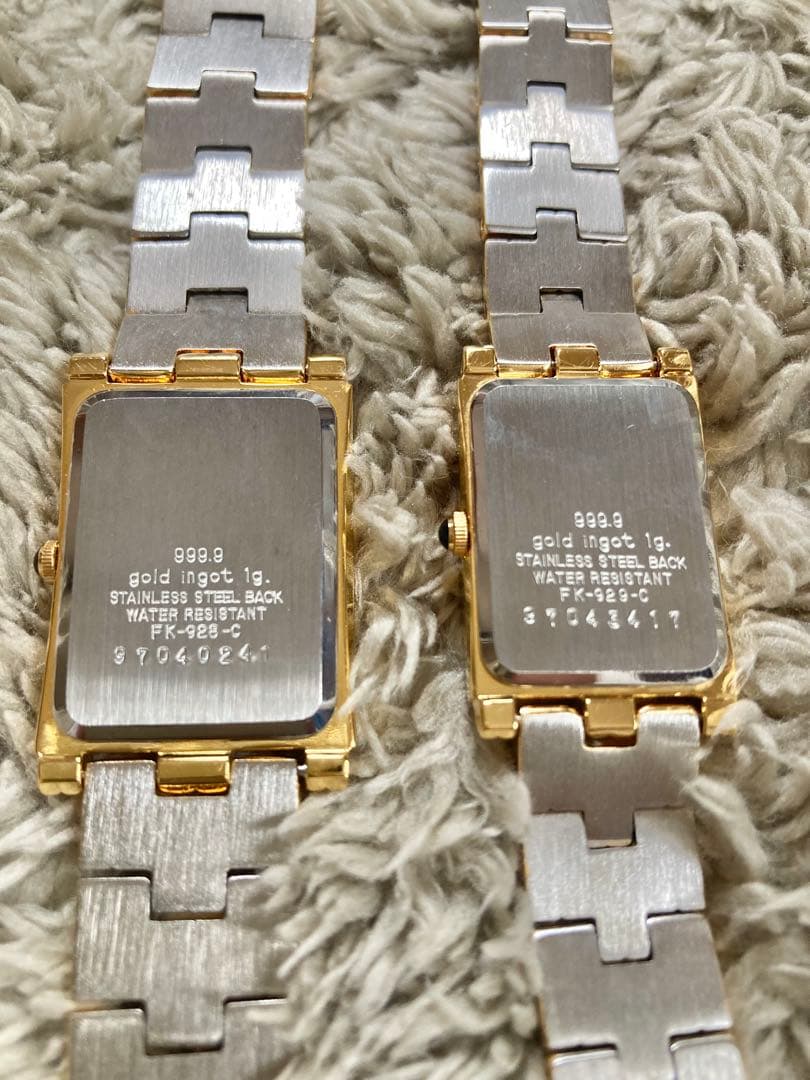 999.9
gold ingot 1g.
STAINLESS STEEL BACK
WATER RESISTANT
FK-928-C
97040241
999.9
gold ingot 1g.
STAINLESS STEEL BACK
WATER RESISTANT
FK-929-C
97043417